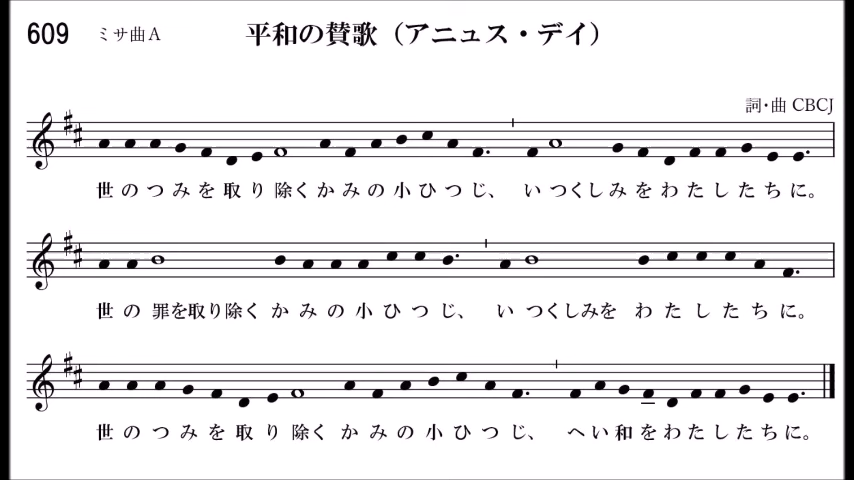 609 ミサ曲A 平和の賛歌（アニュス・デイ）
詞・曲 CBCJ
世のつみを取り除くかみの小ひつじ、 いつくしみをわたしたちに。
世の罪を取り除くかみの小ひつじ、 いつくしみを わたしたちに。
世のつみを取り除くかみの小ひつじ、 へい和をわたしたちに。